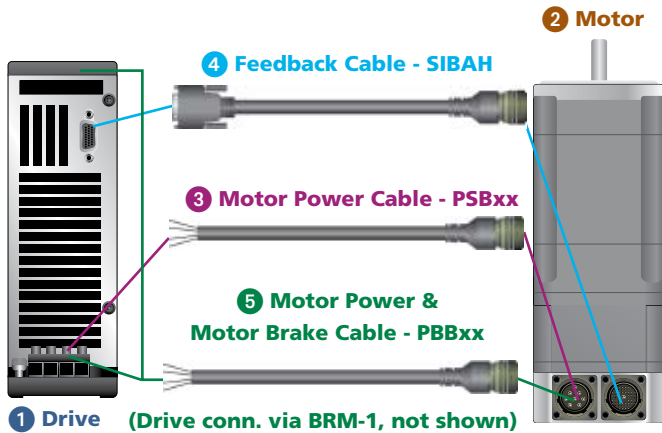 2 Motor
4 Feedback Cable - SIBAH
3 Motor Power Cable - PSBxx
5 Motor Power &
Motor Brake Cable - PBBxx
1 Drive
(Drive conn. via BRM-1, not shown)